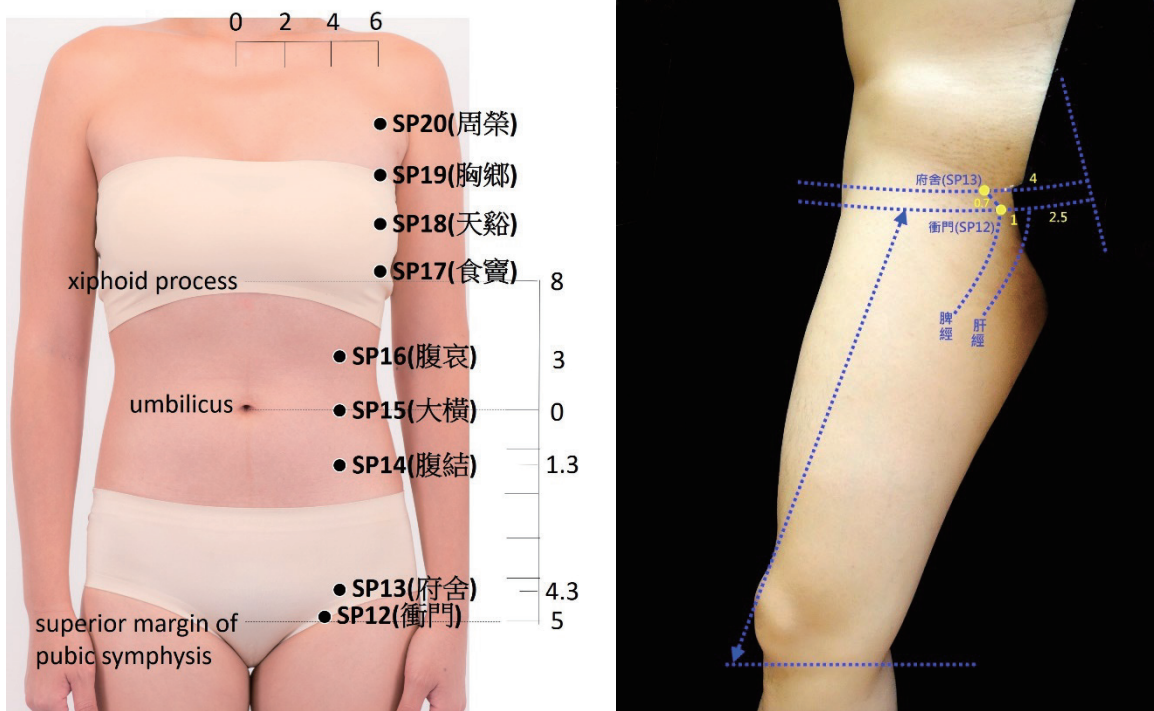 0 2 4 6
SP20(周榮)
SP19(胸鄉)
SP18(天谿)
SP17(食竇)
xiphoid process 8
SP16(腹哀) 3
umbilicus SP15(大橫) 0
SP14(腹結) 1.3
SP13(府舍) 4.3
SP12(衝門)
superior margin of 5
pubic symphysis
府舍(SP13) 4
0.7
衝門(SP12) 1 2.5
脾經
肝經